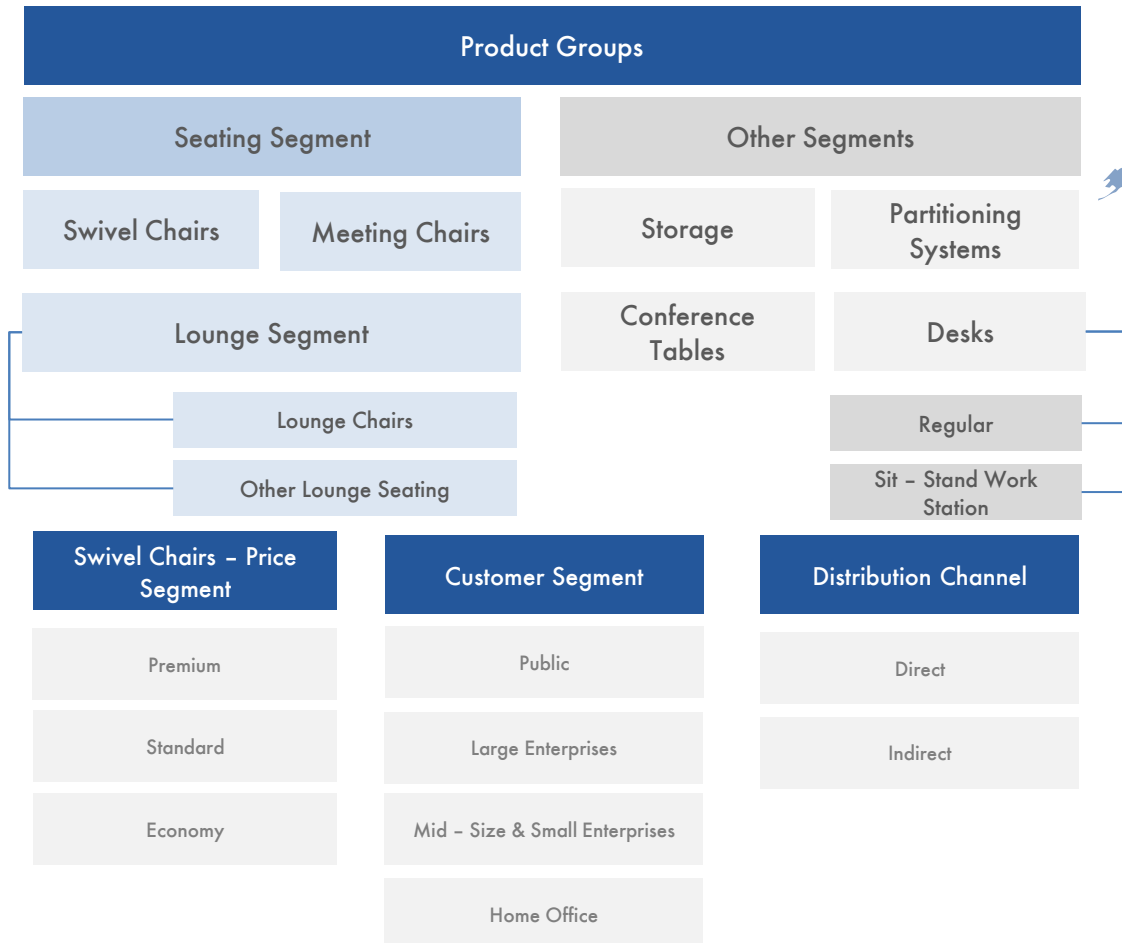 Product Groups
Seating Segment
Other Segments
Swivel Chairs
Meeting Chairs
Storage
Partitioning
Systems
Lounge Segment
Conference
Tables
Desks
Lounge Chairs
Regular
Other Lounge Seating
Sit – Stand Work
Station
Swivel Chairs – Price
Segment
Customer Segment
Distribution Channel
Premium
Public
Direct
Standard
Large Enterprises
Indirect
Economy
Mid – Size & Small Enterprises
Home Office